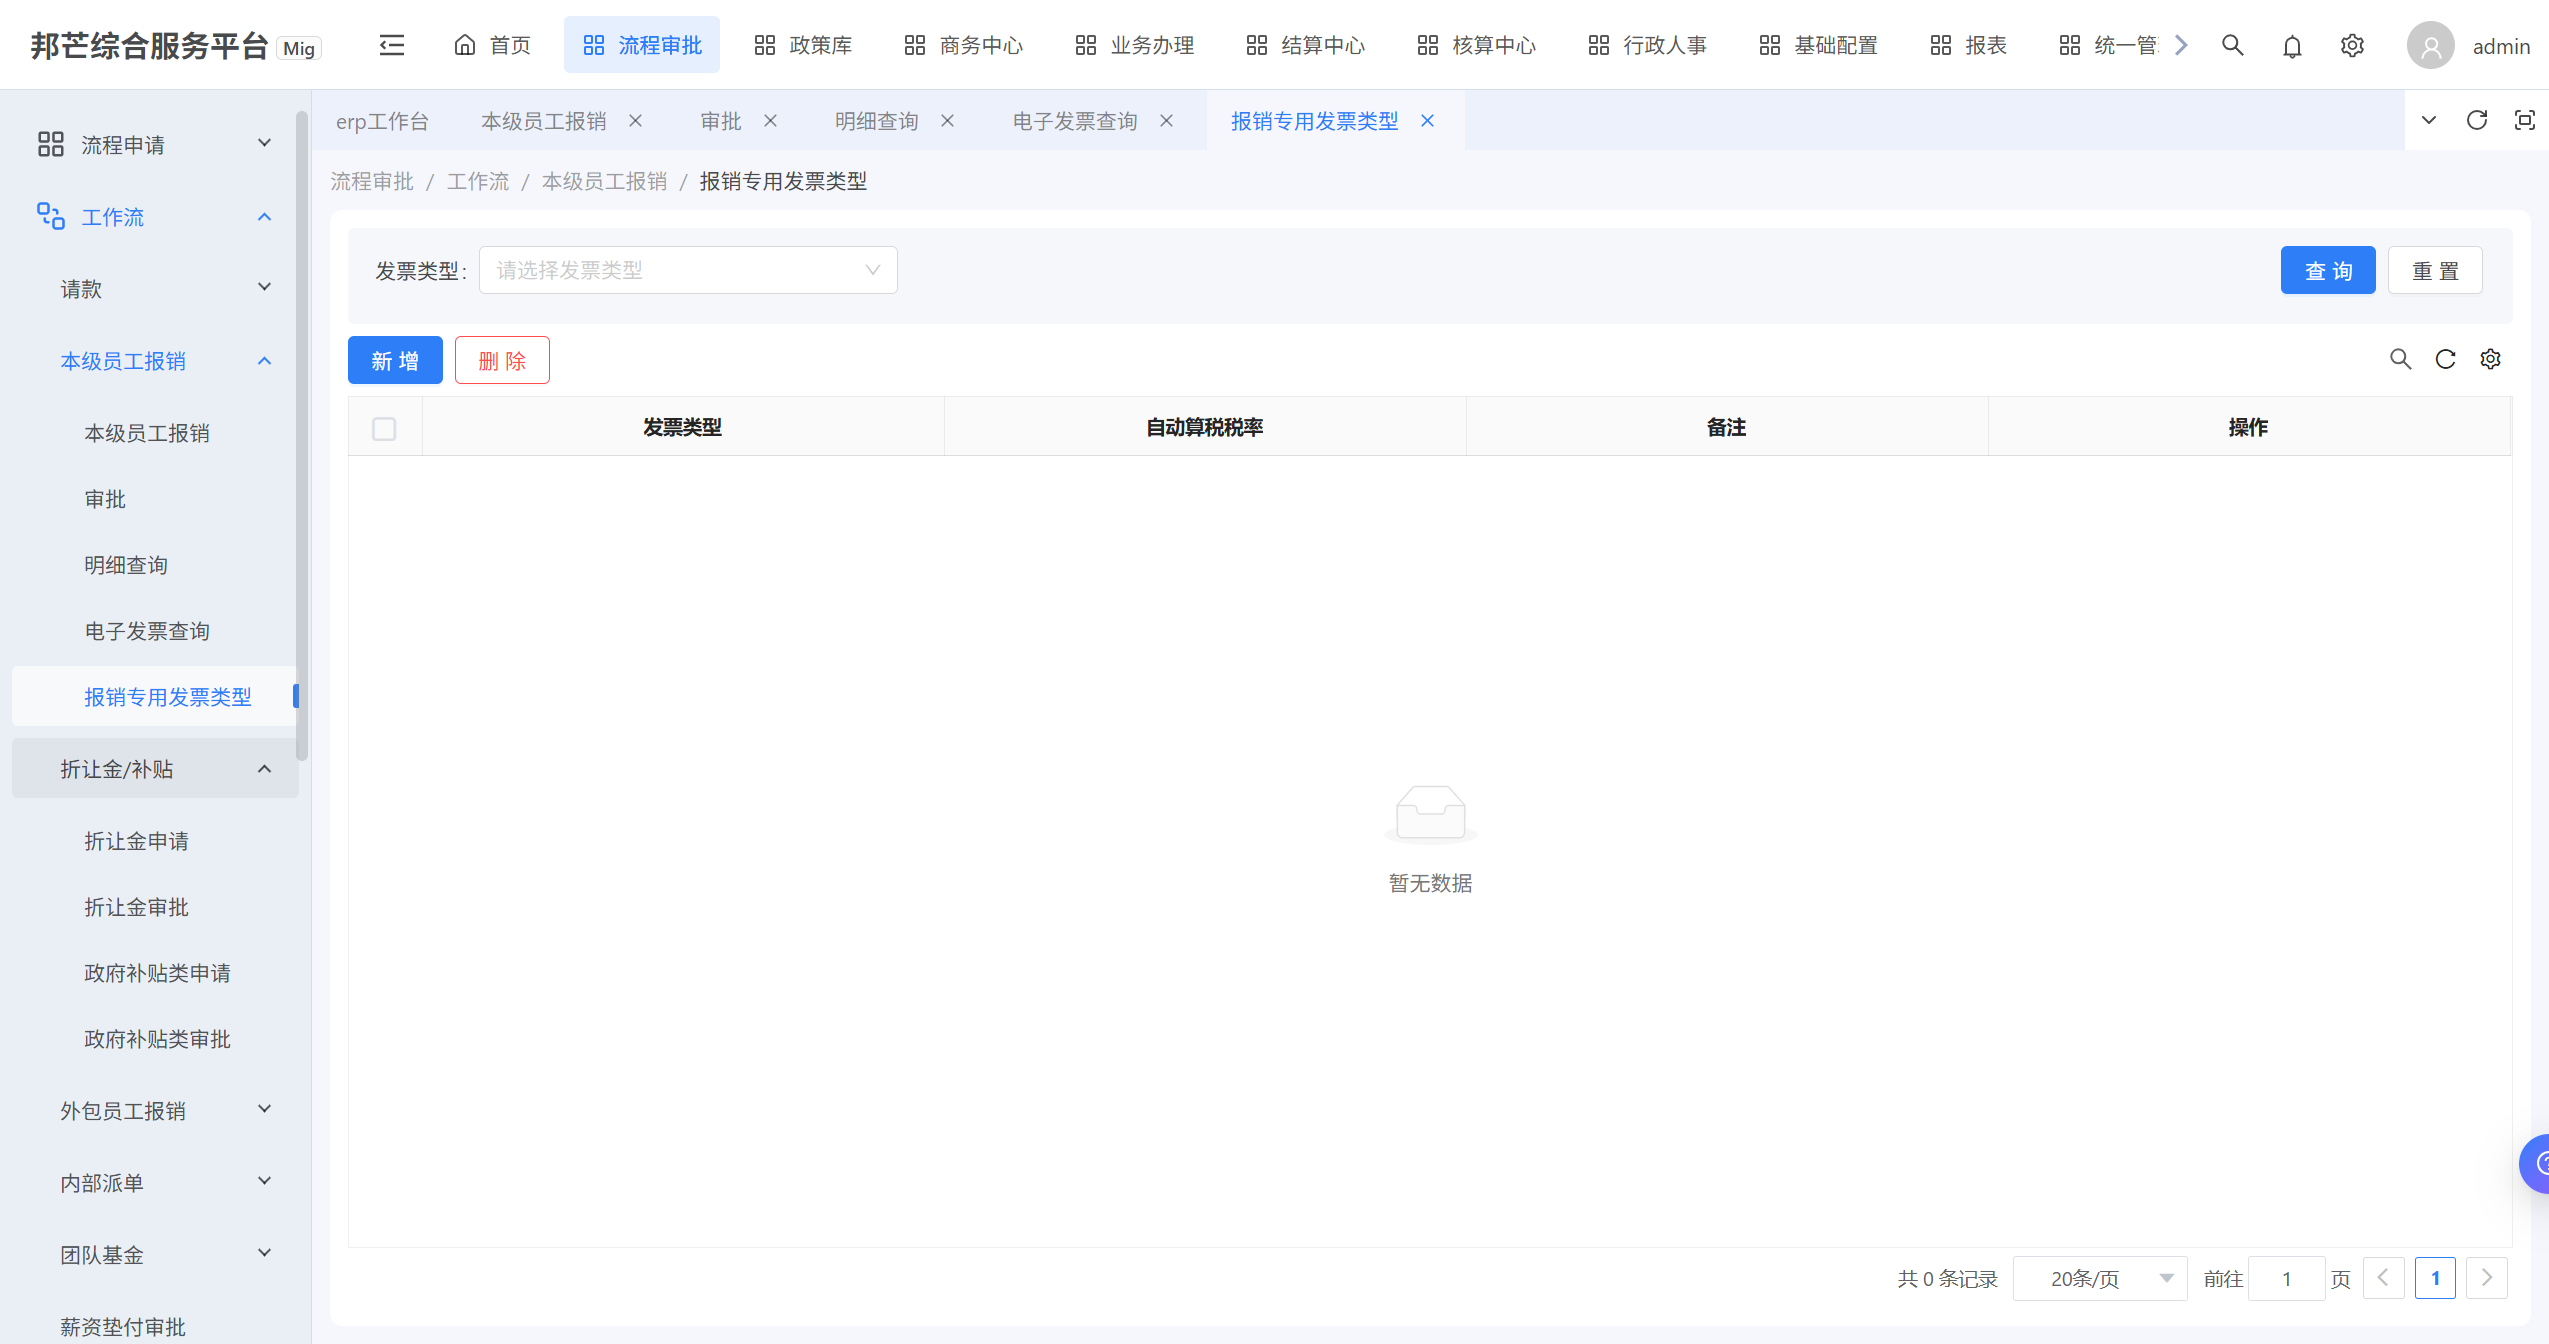 邦芒综合服务平台 Mig 首页 流程审批 政策库 商务中心 业务办理 结算中心 核算中心 行政人事 基础配置 报表 统一管 admin
erp工作台 本级员工报销 审批 明细查询 电子发票查询 报销专用发票类型
流程审批 / 工作流 / 本级员工报销 / 报销专用发票类型
流程申请
工作流
请款
本级员工报销
本级员工报销
审批
明细查询
电子发票查询
报销专用发票类型
折让金/补贴
折让金申请
折让金审批
政府补贴类申请
政府补贴类审批
外包员工报销
内部派单
团队基金
薪资垫付审批
发票类型: 请选择发票类型 查 询 重 置
新 增 删 除
发票类型 自动算税税率 备注 操作
暂无数据
共 0 条记录 20条/页 前往 1 页 1